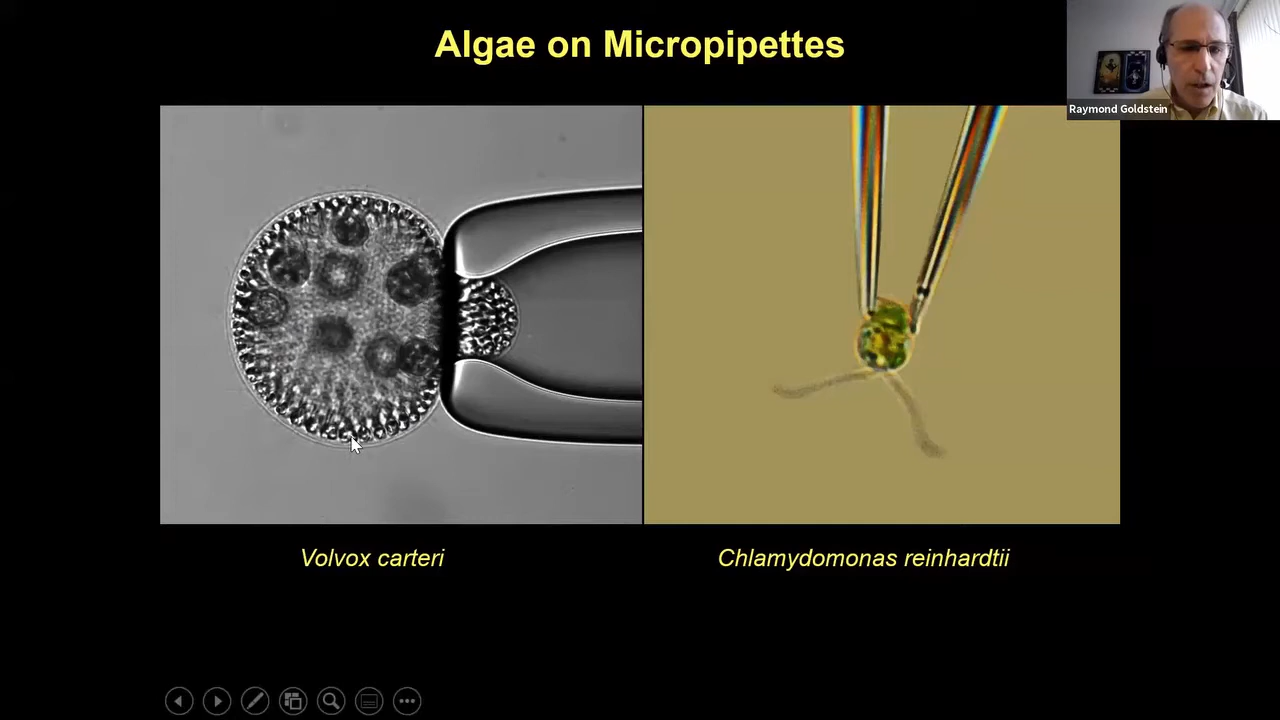 Algae on Micropipettes
Raymond Goldstein
Volvox carteri
Chlamydomonas reinhardtii